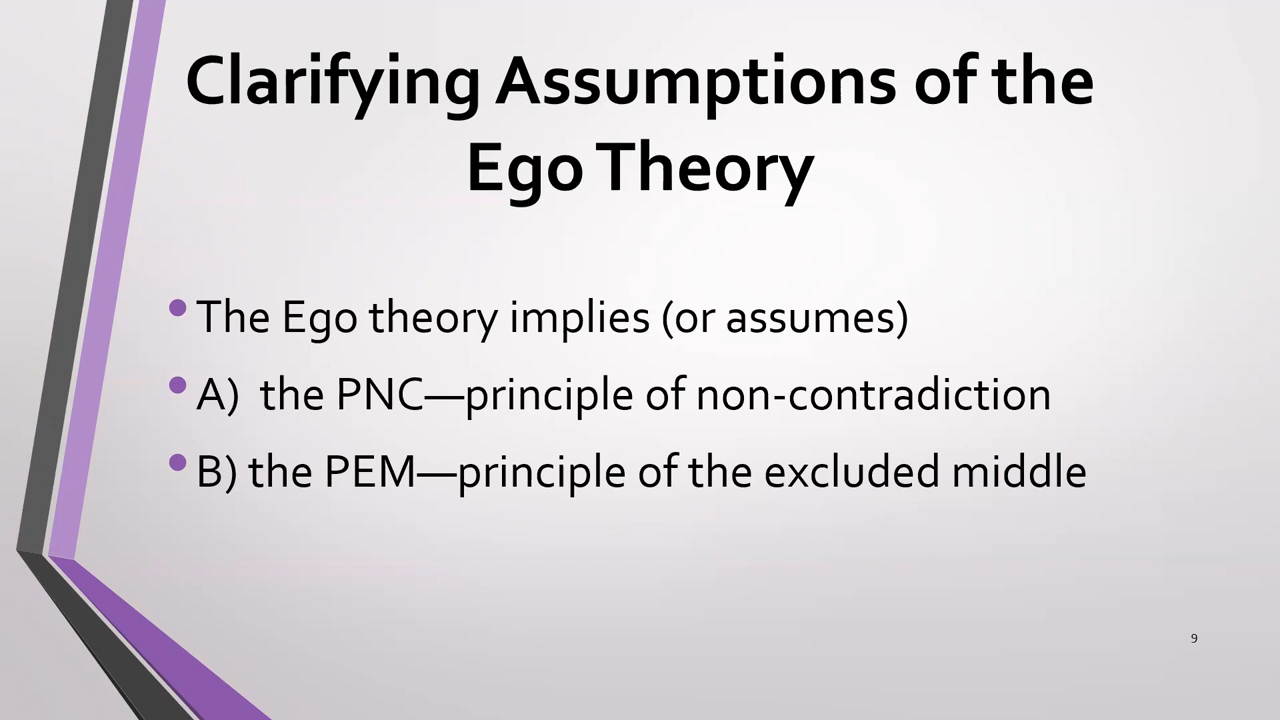 Clarifying Assumptions of the
Ego Theory
•The Ego theory implies (or assumes)
•A)  the PNC—principle of non-contradiction
•B) the PEM—principle of the excluded middle
9